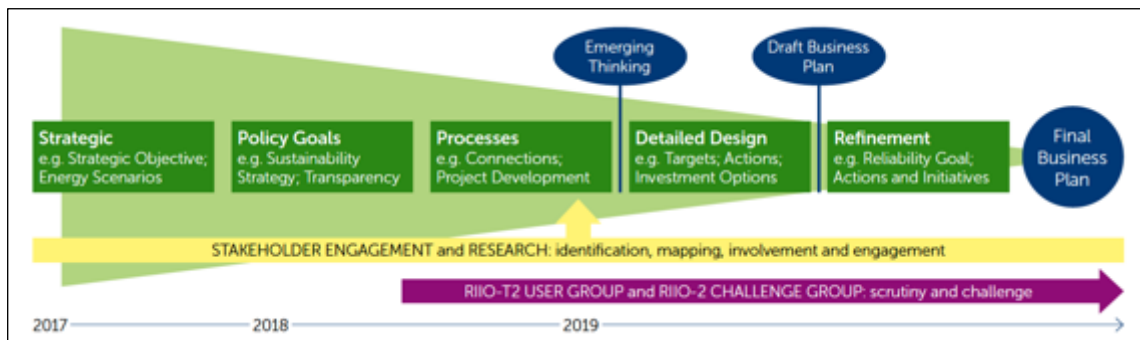 Emerging
Thinking
Draft Business
Plan
Strategic
e.g. Strategic Objective;
Energy Scenarios
Policy Goals
e.g. Sustainability
Strategy; Transparency
Processes
e.g. Connections;
Project Development
Detailed Design
e.g. Targets; Actions;
Investment Options
Refinement
e.g. Reliability Goal;
Actions and Initiatives
Final
Business
Plan
STAKEHOLDER ENGAGEMENT and RESEARCH: identification, mapping, involvement and engagement
RIIO-T2 USER GROUP and RIIO-2 CHALLENGE GROUP: scrutiny and challenge
2017
2018
2019